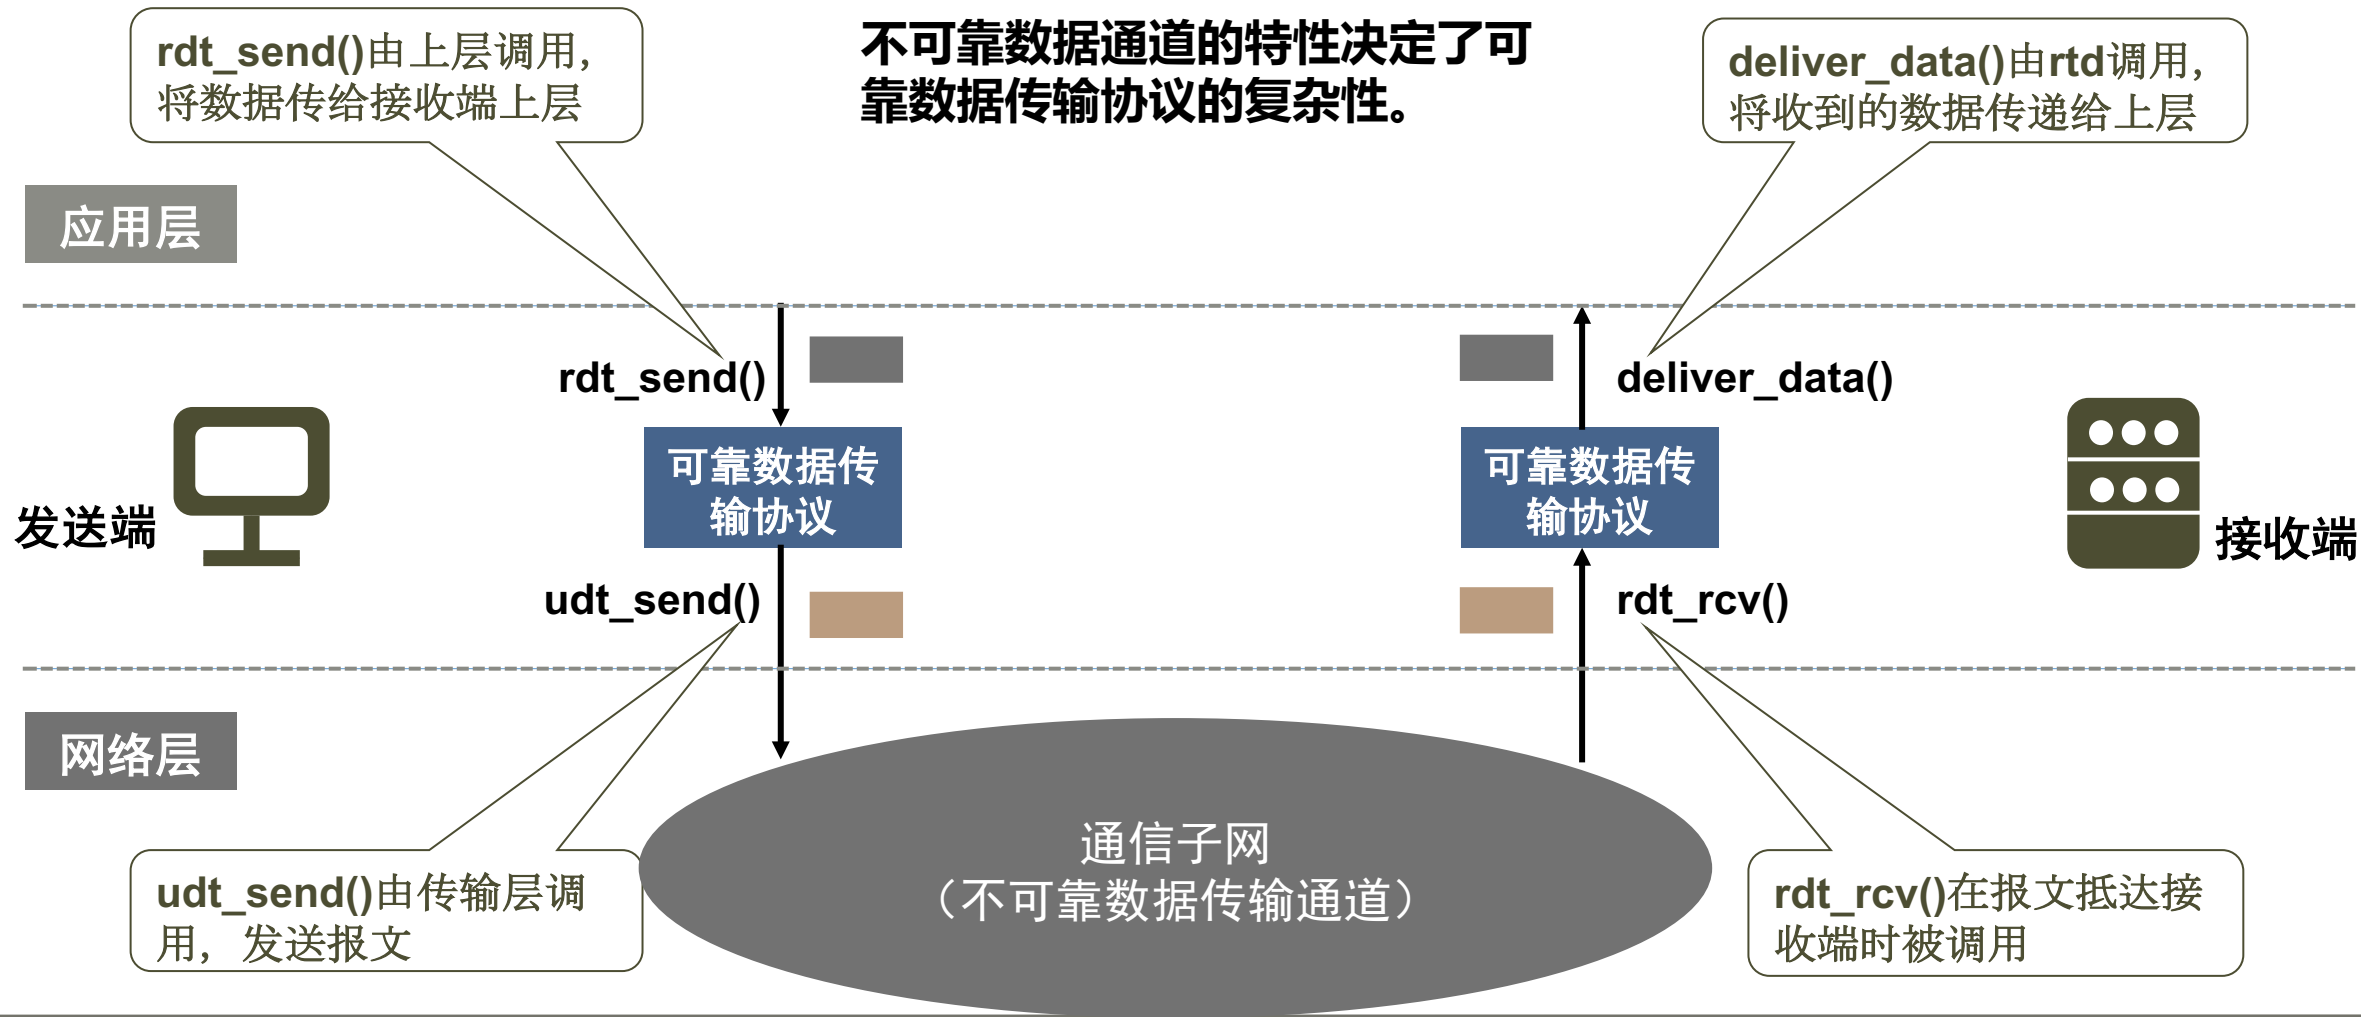 rdt_send()由上层调用，
将数据传给接收端上层
不可靠数据通道的特性决定了可
靠数据传输协议的复杂性。
deliver_data()由rtd调用，
将收到的数据传递给上层
应用层
rdt_send()
deliver_data()
可靠数据传
输协议
可靠数据传
输协议
发送端
接收端
udt_send()
rdt_rcv()
网络层
通信子网
（不可靠数据传输通道）
udt_send()由传输层调
用，发送报文
rdt_rcv()在报文抵达接
收端时被调用